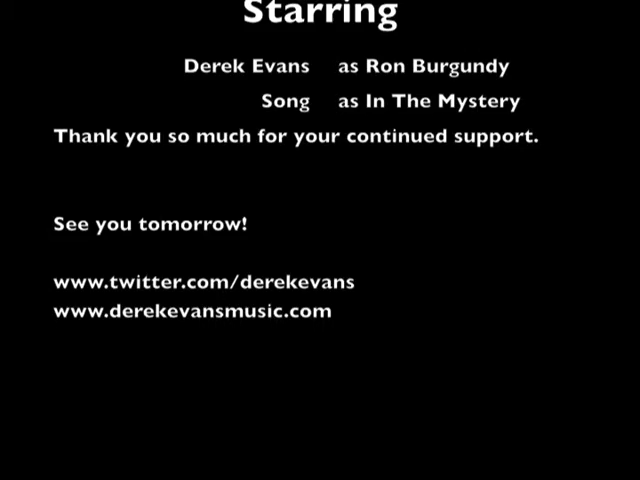 Starring
Derek Evans as Ron Burgundy
Song as In The Mystery
Thank you so much for your continued support.
See you tomorrow!
www.twitter.com/derekevans
www.derekevansmusic.com